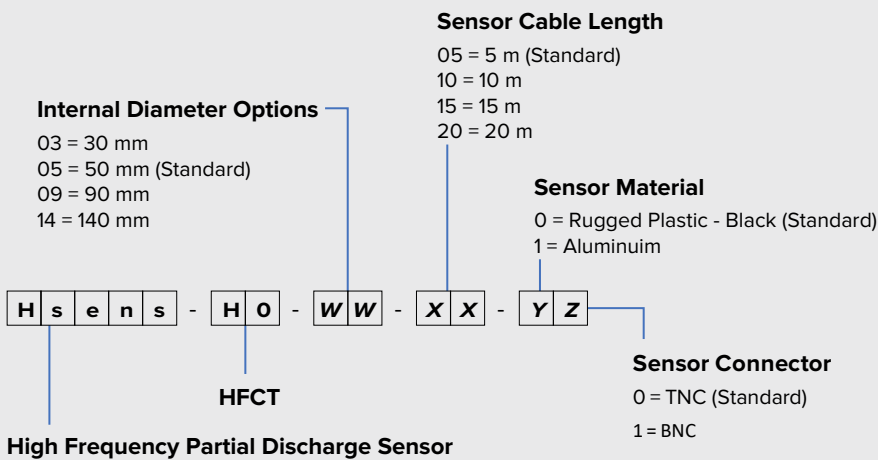 Sensor Cable Length
05 = 5 m (Standard)
10 = 10 m
15 = 15 m
20 = 20 m
Internal Diameter Options
03 = 30 mm
05 = 50 mm (Standard)
09 = 90 mm
14 = 140 mm
Sensor Material
0 = Rugged Plastic - Black (Standard)
1 = Aluminuim
H s e n s - H 0 - W W - X X - Y Z
HFCT
Sensor Connector
0 = TNC (Standard)
1 = BNC
High Frequency Partial Discharge Sensor